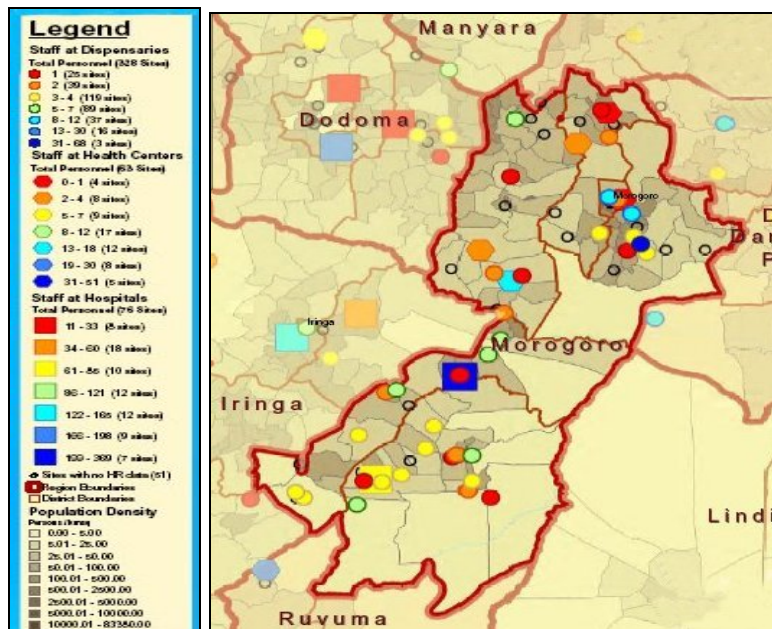 Legend
Staff at Dispensaries
Total Personnel (328 Sites)
1 (25 sites)
2 (39 sites)
3 - 4 (119 sites)
5 - 7 (89 sites)
8 - 12 (37 sites)
13 - 30 (16 sites)
31 - 68 (3 sites)
Staff at Health Centers
Total Personnel (63 Sites)
0 - 1 (4 sites)
2 - 4 (8 sites)
5 - 7 (9 sites)
8 - 12 (17 sites)
13 - 18 (12 sites)
19 - 30 (8 sites)
31 - 51 (5 sites)
Staff at Hospitals
Total Personnel (76 Sites)
11 - 33 (8 sites)
34 - 60 (18 sites)
61 - 85 (10 sites)
86 - 121 (12 sites)
122 - 165 (12 sites)
166 - 198 (9 sites)
199 - 369 (7 sites)
Sites with no HR data (51)
Region Boundaries
District Boundaries
Population Density
0.00 - 5.00
5.01 - 25.00
25.01 - 50.00
50.01 - 100.00
100.01 - 500.00
500.01 - 2500.00
2500.01 - 5000.00
5000.01 - 10000.00
10000.01 - 83380.00
Manyara
Dodoma
Morogoro
D
Dar
P
Iringa
Morogoro
Iringa
Lindi
Ruvuma